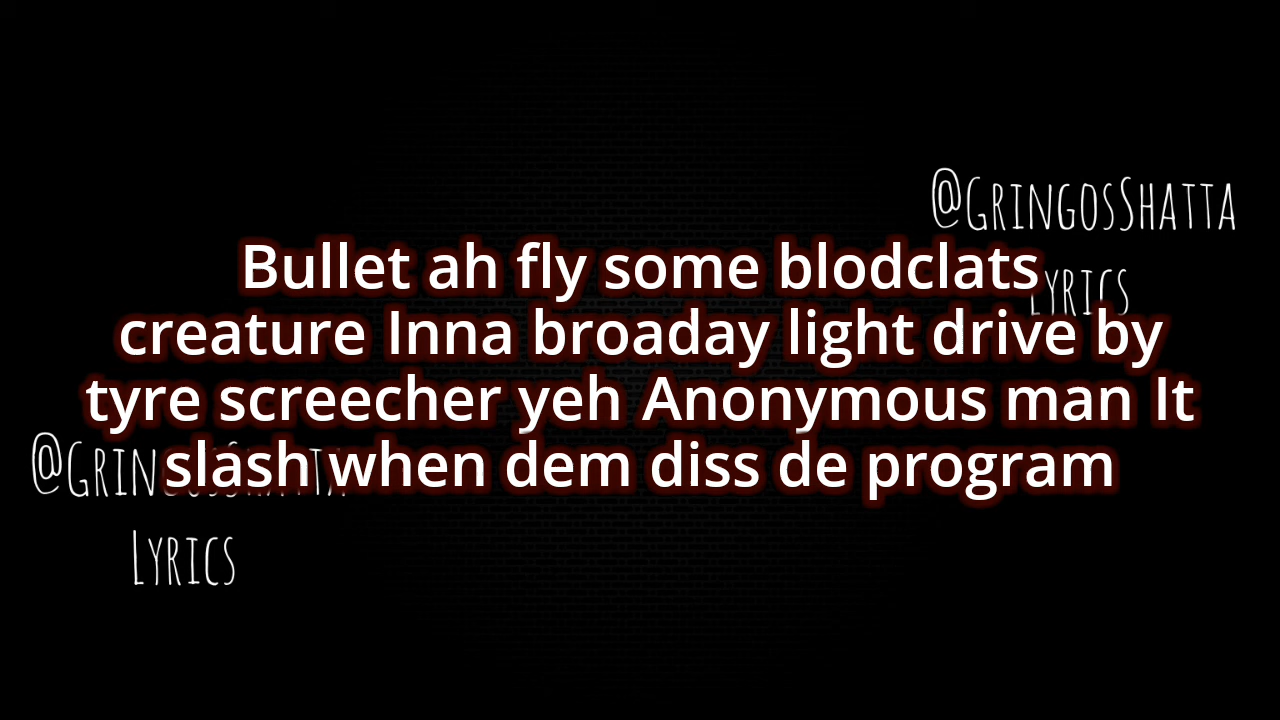 @GringosShatta
Lyrics
Bullet ah fly some blodclats
creature Inna broaday light drive by
tyre screecher yeh Anonymous man It
slash when dem diss de program
@GringosShatta
Lyrics